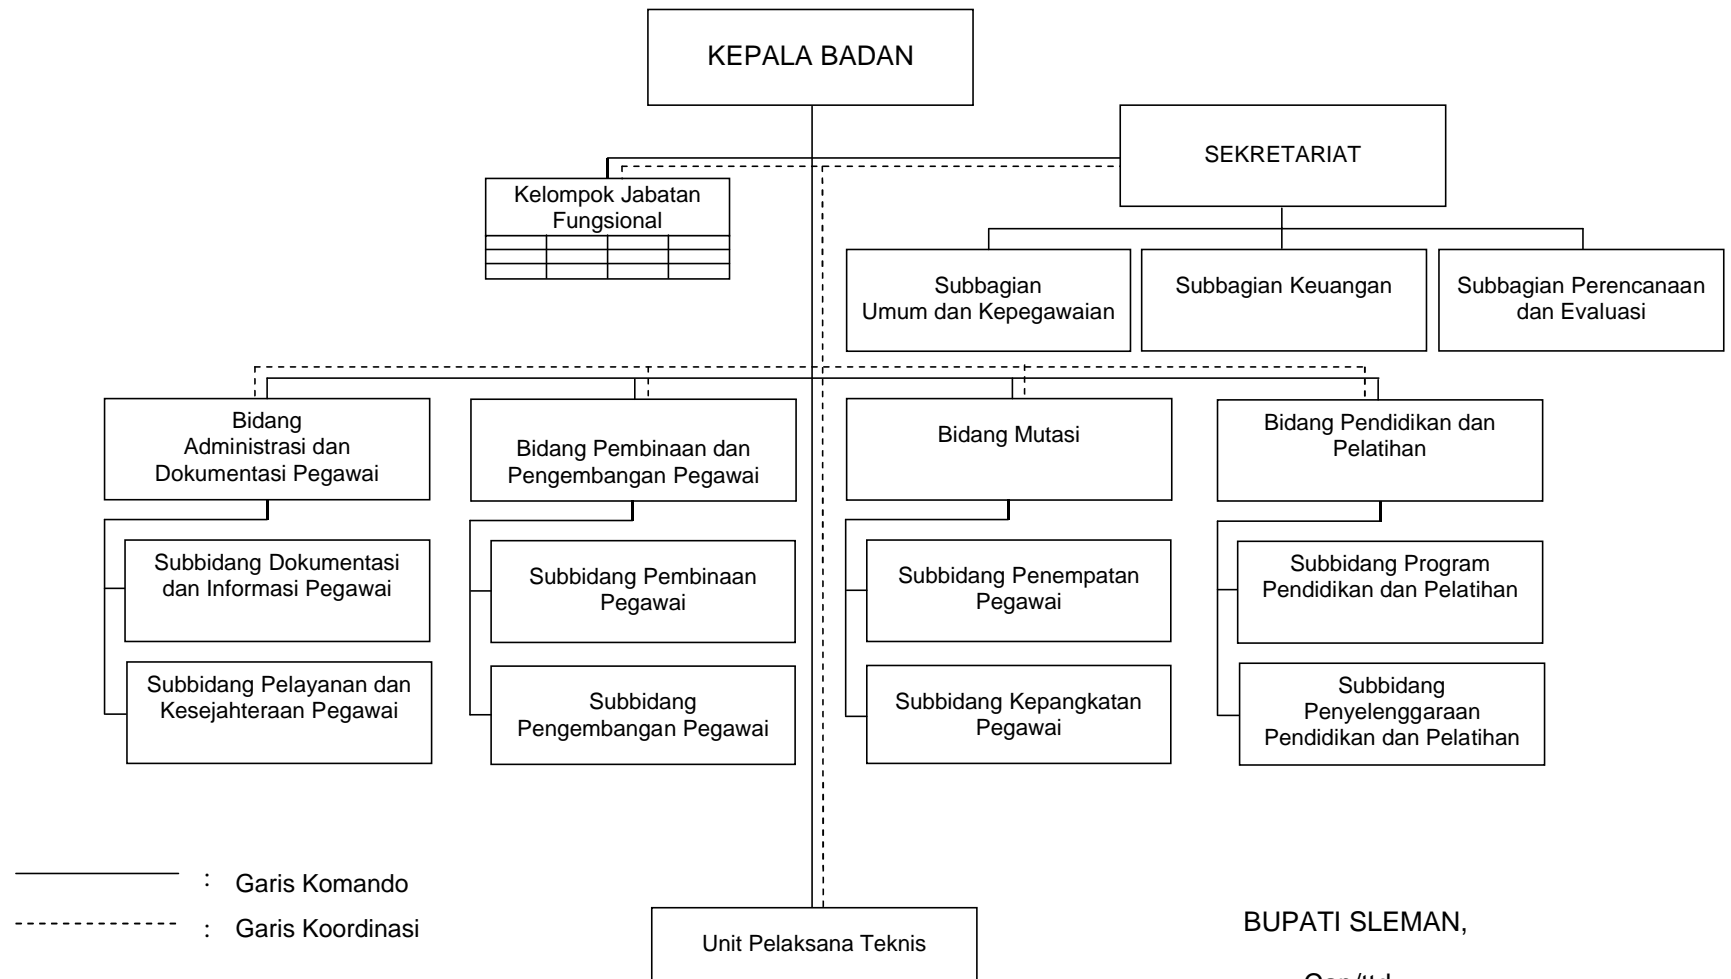 KEPALA BADAN
SEKRETARIAT
Kelompok Jabatan
Fungsional
Subbagian
Umum dan Kepegawaian
Subbagian Keuangan
Subbagian Perencanaan
dan Evaluasi
Bidang
Administrasi dan
Dokumentasi Pegawai
Bidang Pembinaan dan
Pengembangan Pegawai
Bidang Mutasi
Bidang Pendidikan dan
Pelatihan
Subbidang Dokumentasi
dan Informasi Pegawai
Subbidang Pembinaan
Pegawai
Subbidang Penempatan
Pegawai
Subbidang Program
Pendidikan dan Pelatihan
Subbidang Pelayanan dan
Kesejahteraan Pegawai
Subbidang
Pengembangan Pegawai
Subbidang Kepangkatan
Pegawai
Subbidang
Penyelenggaraan
Pendidikan dan Pelatihan
: Garis Komando
: Garis Koordinasi
Unit Pelaksana Teknis
BUPATI SLEMAN,